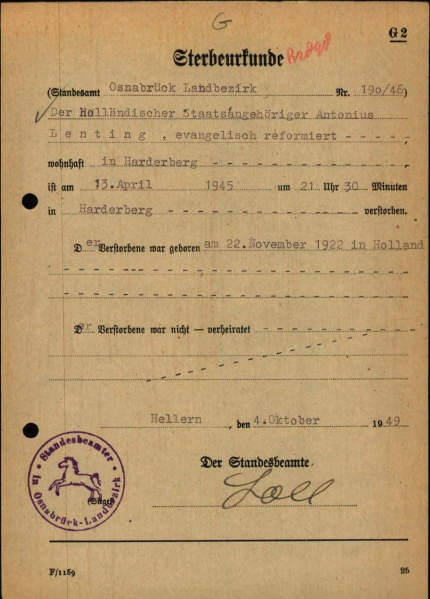 G
G 2
Sterbeurkunde
(Standesamt Osnabrück Landbezirk Nr. 190/46)
Der Holländischer Staatsangehöriger Antonius
Lenting, evangelisch reformiert - - - - -
wohnhaft in Harderberg - - - - - - - - - - - - - -
ist am 13.April 1945 um 21 Uhr 30 Minuten
in Harderberg - - - - - - - - - - - - - - verstorben.
Der Verstorbene war geboren am 22.November 1922 in Holland
Der Verstorbene war nicht — verheiratet - - - - - - - - -
Hellern, den 4.Oktober 1949
Der Standesbeamte
Siegel
Standesbeamter
in Osnabrück-Landbezirk
F/1159
25